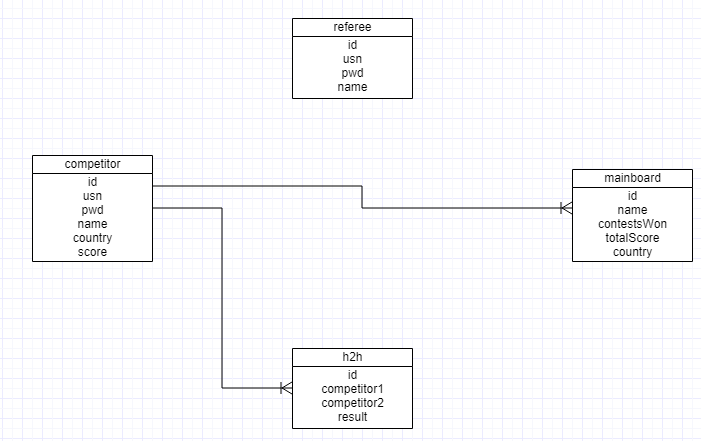 referee
id
usn
pwd
name
competitor
id
usn
pwd
name
country
score
mainboard
id
name
contestsWon
totalScore
country
h2h
id
competitor1
competitor2
result